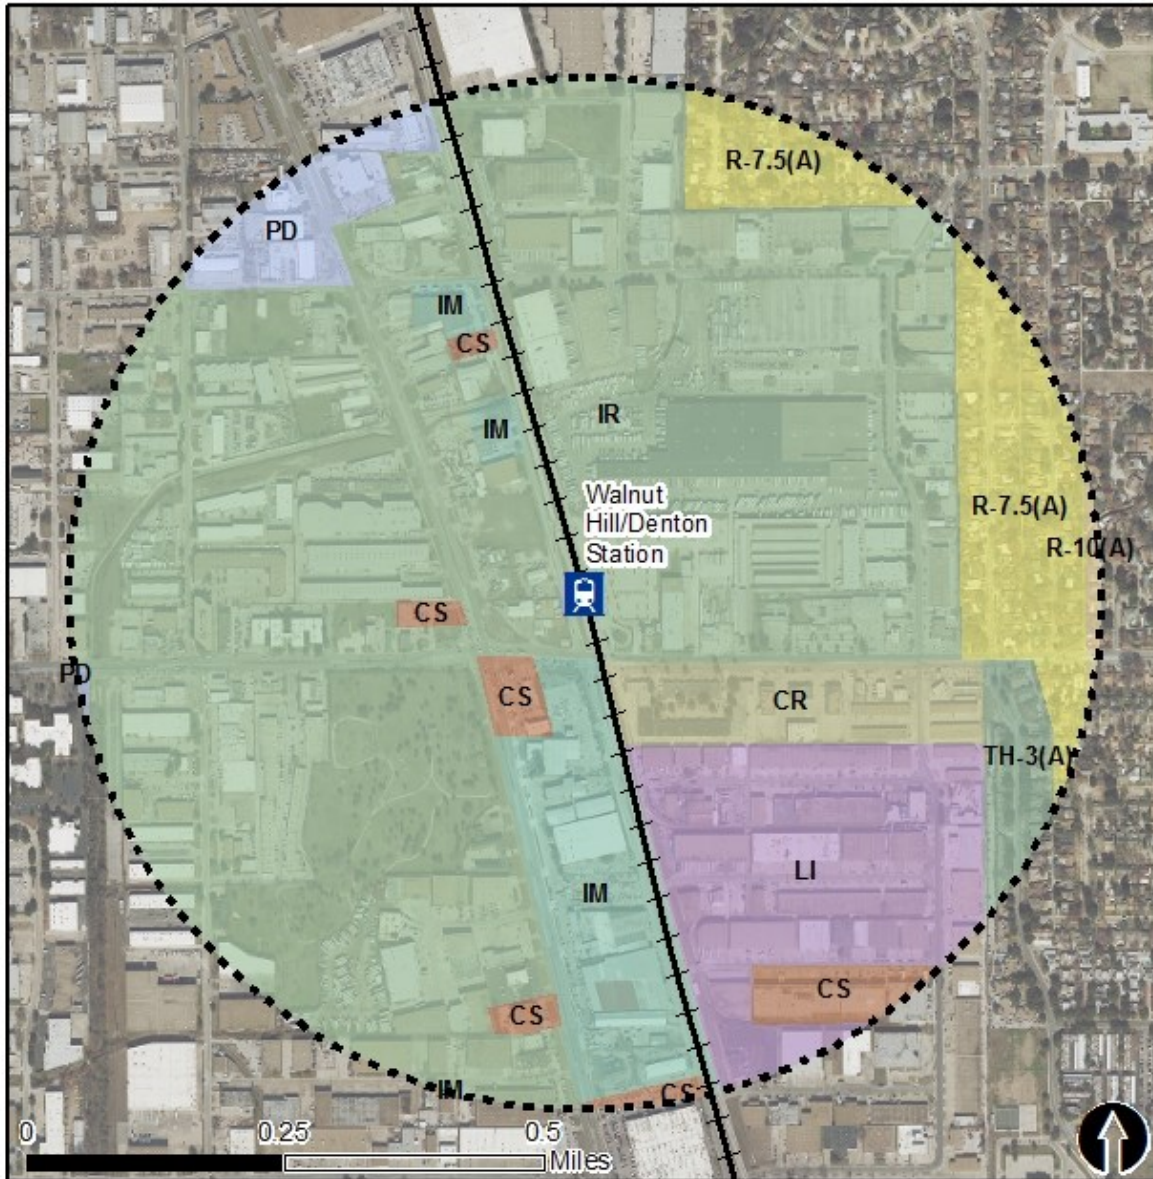 R-7.5(A)
PD
IM
CS
IR
IM
Walnut
Hill/Denton
Station
R-7.5(A)
R-10(A)
CS
PD
CS
CR
TH-3(A)
LI
IM
CS
CS
IM
CS
0 0.25 0.5
Miles